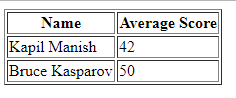 Name Average Score
Kapil Manish 42
Bruce Kasparov 50